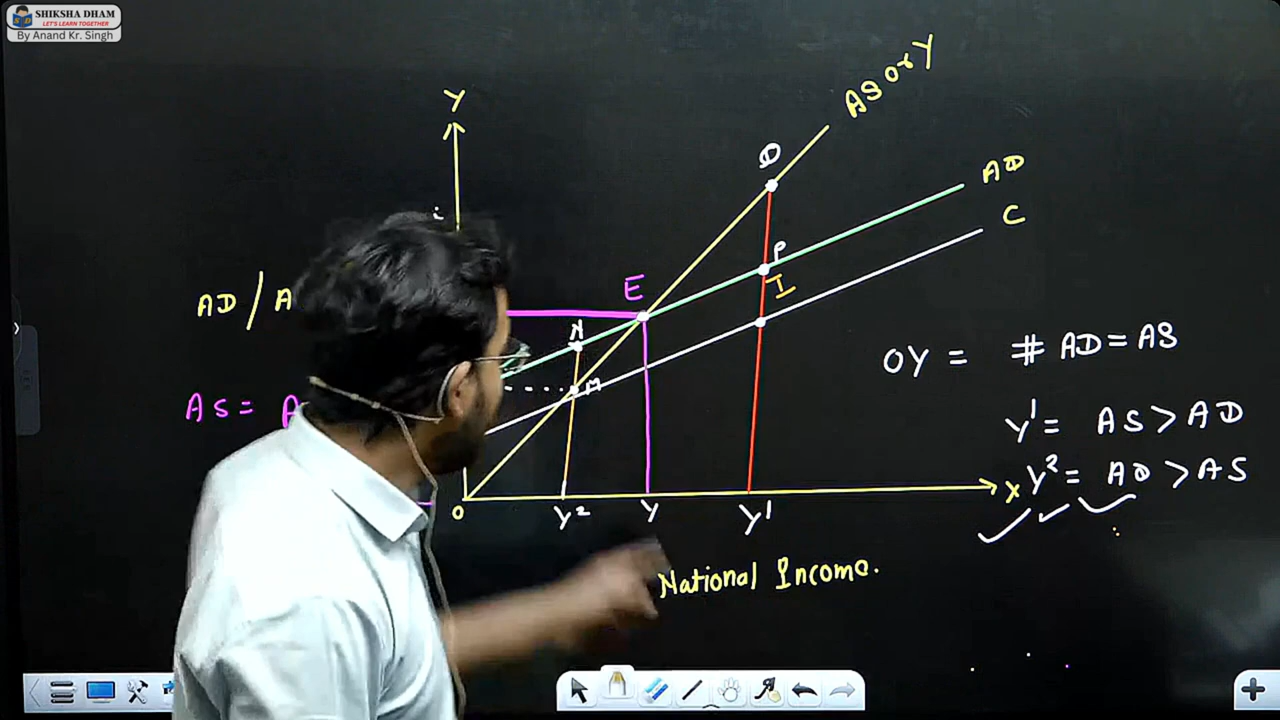 SHIKSHA DHAM
LET'S LEARN TOGETHER
By Anand Kr. Singh
Y
AS or Y
D
AD
C
P
I
E
AD / A
N
M
OY = # AD = AS
AS = A
Y¹ = AS > AD
X
Y² = AD > AS
O
Y²
Y
Y¹
National Income.